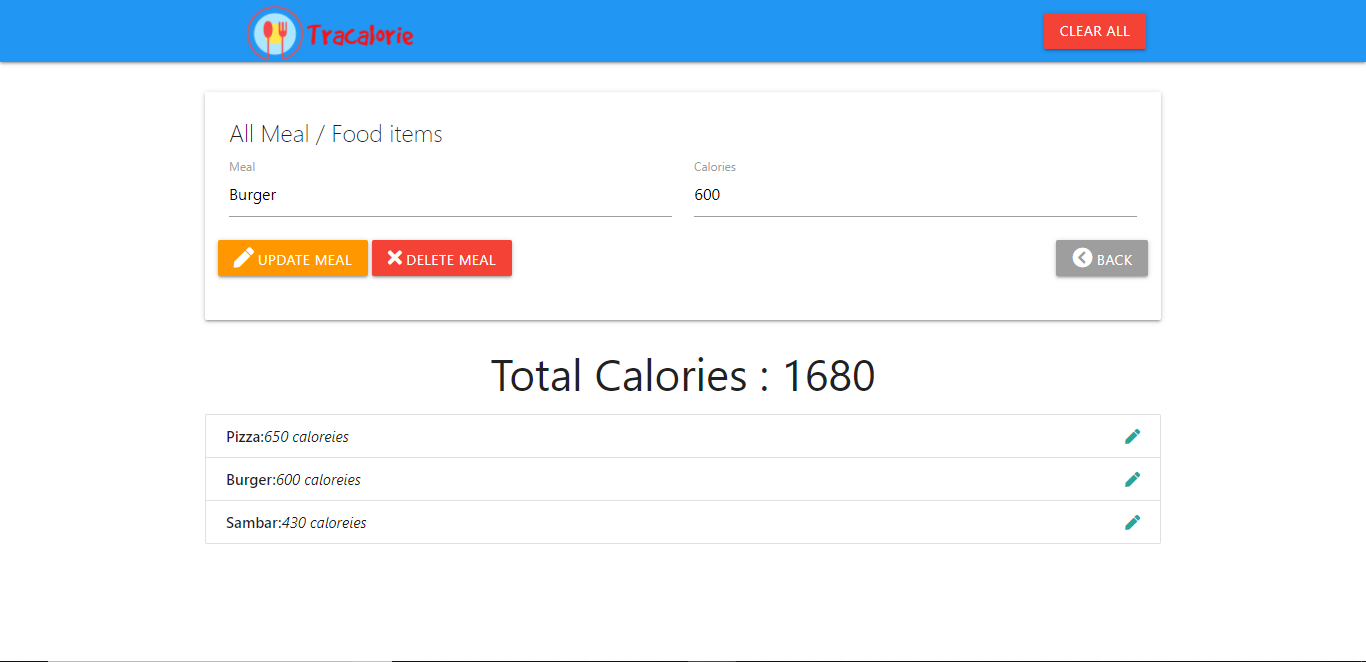 Tracalorie
CLEAR ALL
All Meal / Food items
Meal
Calories
Burger
600
UPDATE MEAL
DELETE MEAL
BACK
Total Calories : 1680
Pizza:650 caloreies
Burger:600 caloreies
Sambar:430 caloreies